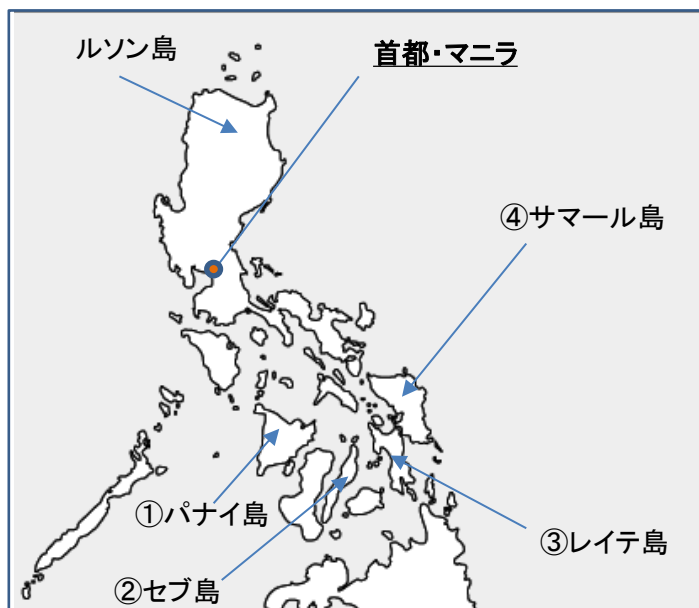 ルソン島
首都・マニラ
④サマール島
①パナイ島
③レイテ島
②セブ島